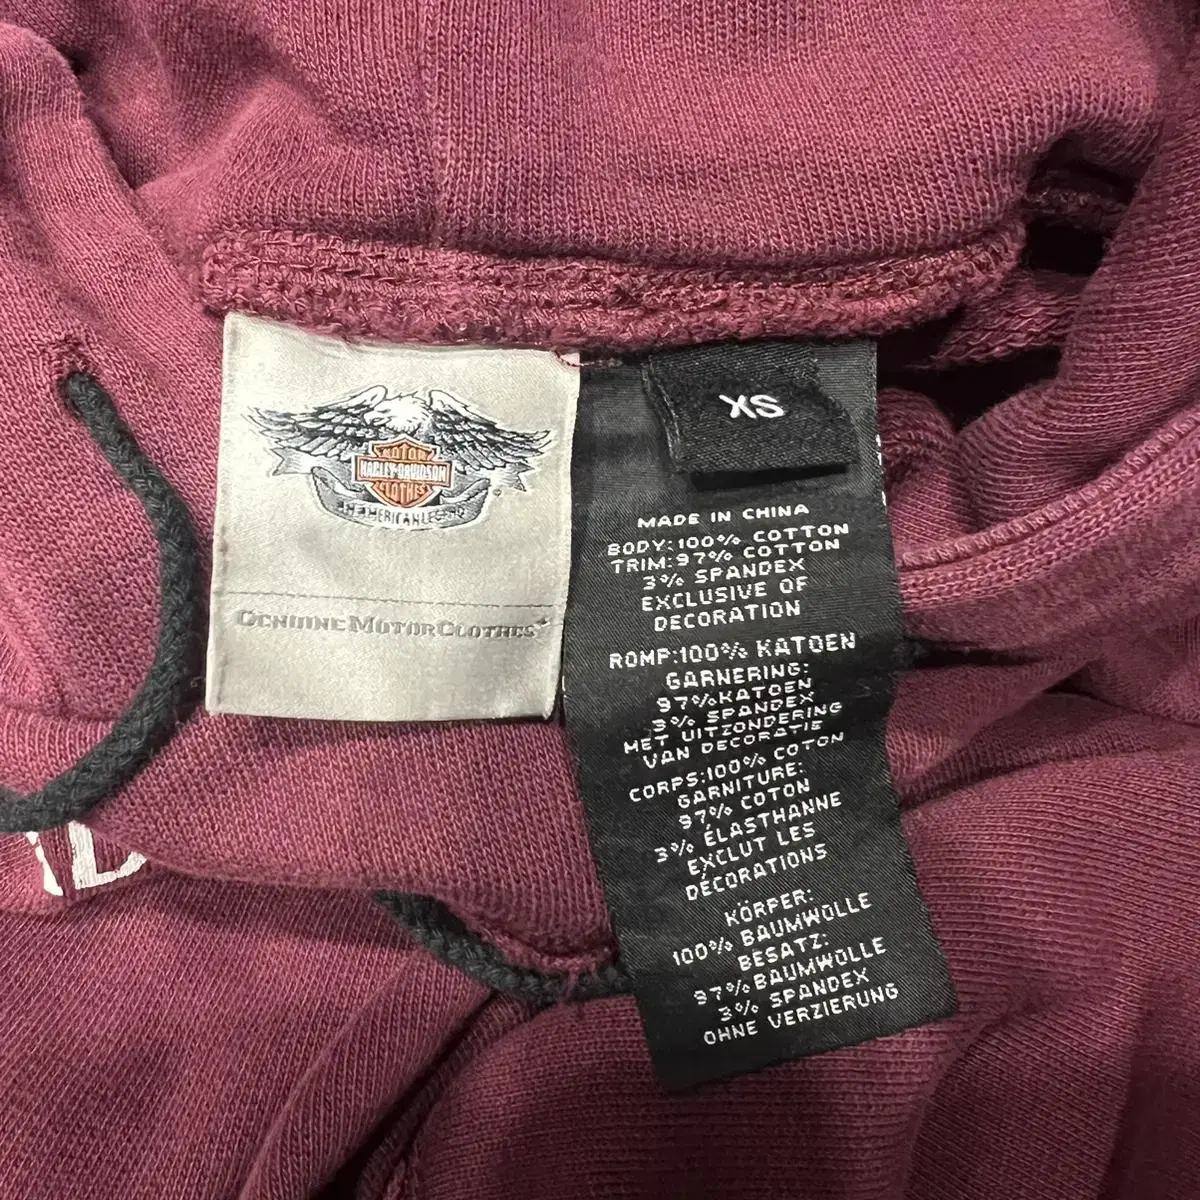 MOTOR
HARLEY-DAVIDSON
CLOTHES
AN AMERICAN LEGEND
GENUINE MOTORCLOTHES
XS
MADE IN CHINA
BODY:100% COTTON
TRIM:97% COTTON
3% SPANDEX
EXCLUSIVE OF
DECORATION
ROMP:100% KATOEN
GARNERING:
97%KATOEN
3% SPANDEX
MET UITZONDERING
VAN DECORATIE
CORPS:100% COTON
GARNITURE:
97% COTON
3% ÉLASTHANNE
EXCLUT LES
DÉCORATIONS
KÖRPER:
100% BAUMWOLLE
BESATZ:
97%BAUMWOLLE
3% SPANDEX
OHNE VERZIERUNG